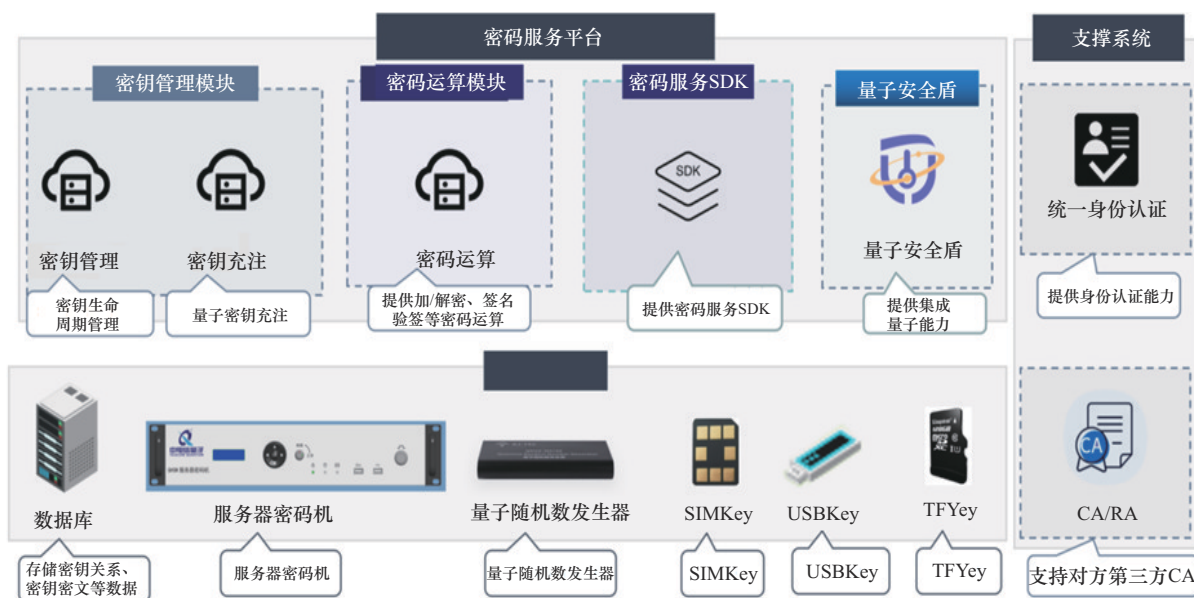 密码服务平台
支撑系统
密钥管理模块
密码运算模块
密码服务SDK
量子安全盾
SDK
统一身份认证
密钥管理
密钥充注
密码运算
量子安全盾
密钥生命
周期管理
量子密钥充注
提供加/解密、签名
验签等密码运算
提供密码服务SDK
提供集成
量子能力
提供身份认证能力
CA
数据库
服务器密码机
量子随机数发生器
SIMKey
USBKey
TFYey
CA/RA
存储密钥关系、
密钥密文等数据
服务器密码机
量子随机数发生器
SIMKey
USBKey
TFYey
支持对方第三方CA